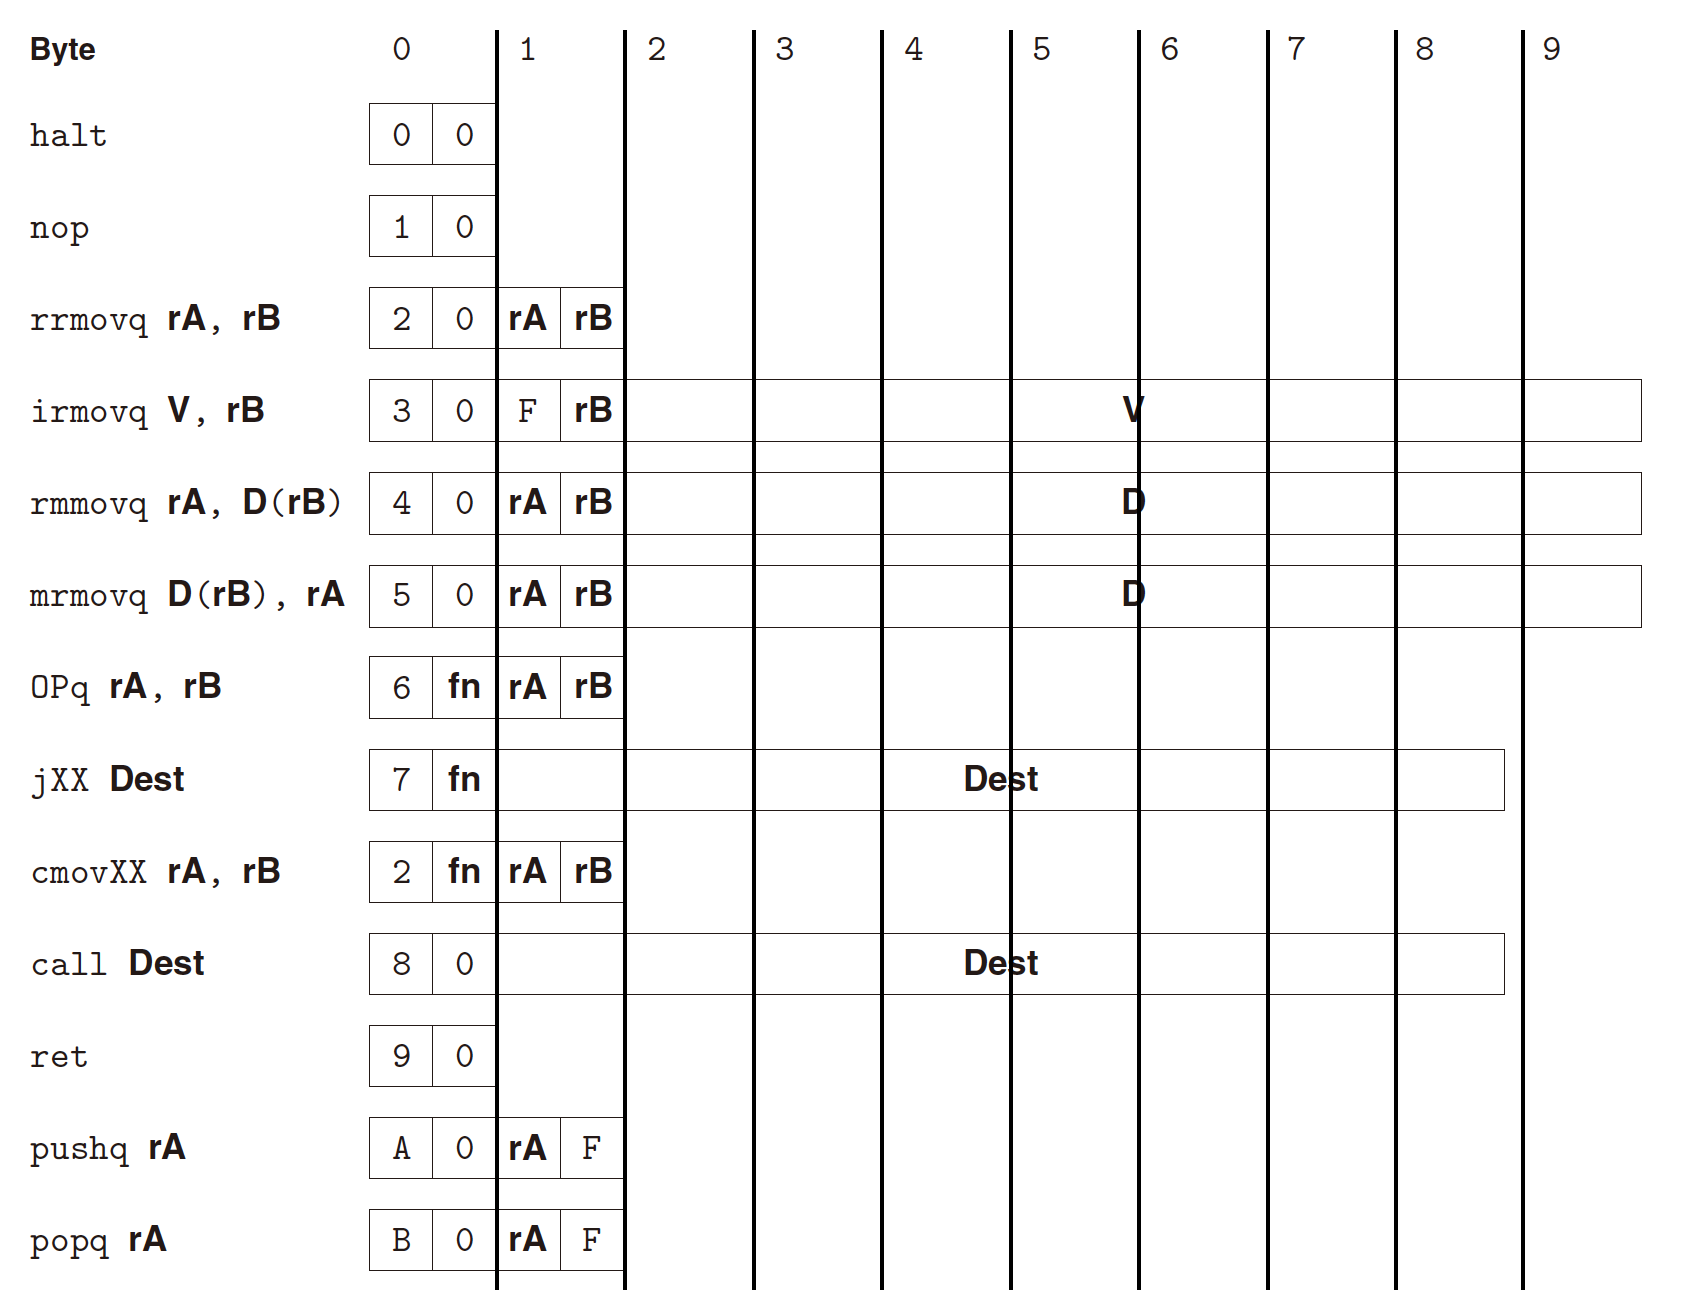 Byte 0 1 2 3 4 5 6 7 8 9
halt 0 0
nop 1 0
rrmovq rA, rB 2 0 rA rB
irmovq V, rB 3 0 F rB V
rmmovq rA, D(rB) 4 0 rA rB D
mrmovq D(rB), rA 5 0 rA rB D
OPq rA, rB 6 fn rA rB
jXX Dest 7 fn Dest
cmovXX rA, rB 2 fn rA rB
call Dest 8 0 Dest
ret 9 0
pushq rA A 0 rA F
popq rA B 0 rA F